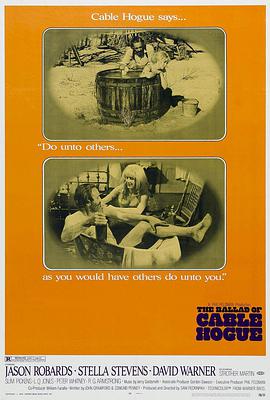 Cable Hogue says...
"Do unto others...
as you would have others do unto you."
THE BALLAD OF
CABLE
HOGUE
JASON ROBARDS · STELLA STEVENS · DAVID WARNER
STROTHER MARTIN
SLIM PICKENS · L.Q. JONES · PETER WHITNEY · R.G. ARMSTRONG